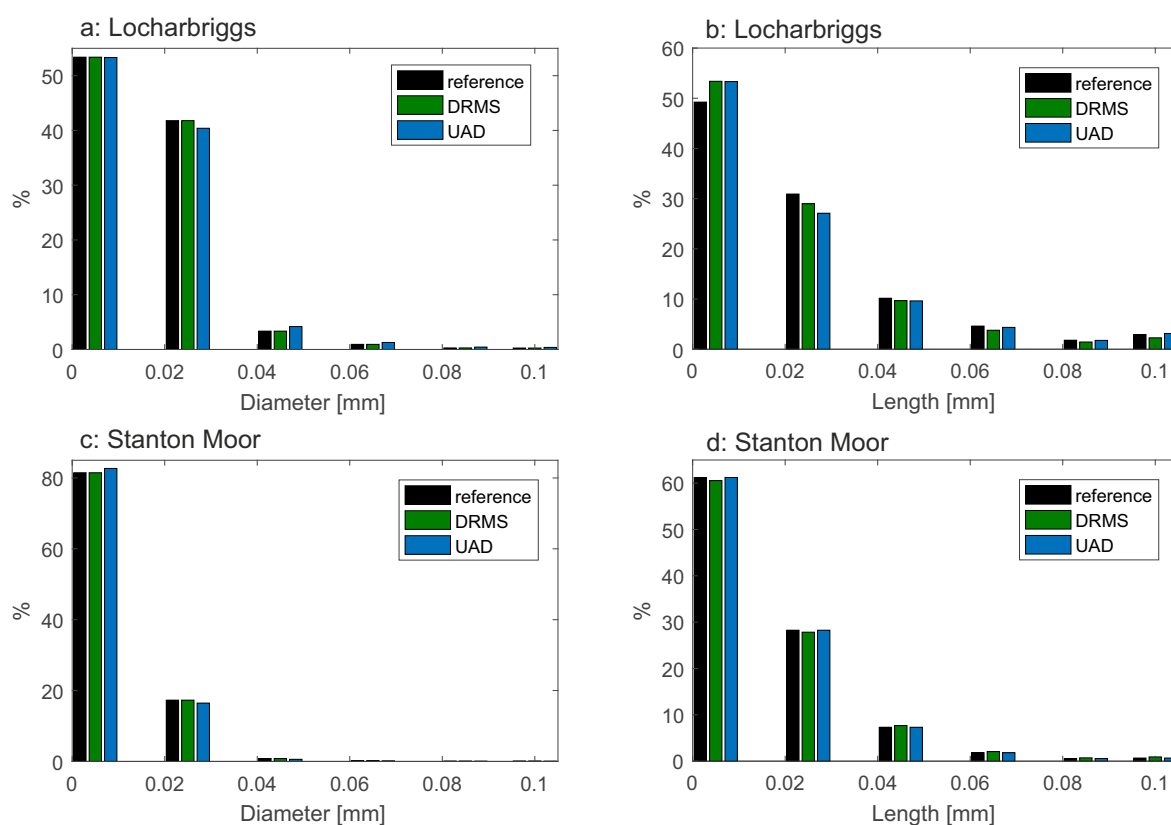 a: Locharbriggs
50
40
30
20
10
0
%
reference
DRMS
UAD
0 0.02 0.04 0.06 0.08 0.1
Diameter [mm]
b: Locharbriggs
60
50
40
30
20
10
0
%
reference
DRMS
UAD
0 0.02 0.04 0.06 0.08 0.1
Length [mm]
c: Stanton Moor
80
60
40
20
0
%
reference
DRMS
UAD
0 0.02 0.04 0.06 0.08 0.1
Diameter [mm]
d: Stanton Moor
60
50
40
30
20
10
0
%
reference
DRMS
UAD
0 0.02 0.04 0.06 0.08 0.1
Length [mm]